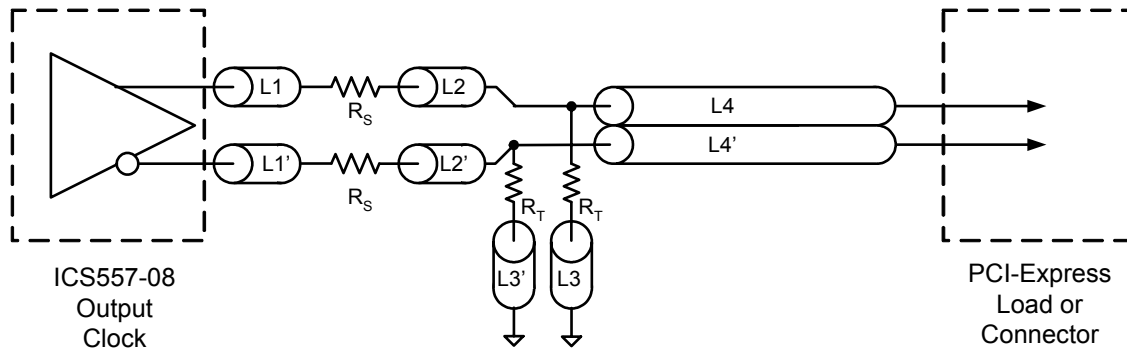 L1
R_S
L2
L4
L1’
R_S
L2’
L4’
R_T
R_T
L3’
L3
ICS557-08
Output
Clock
PCI-Express
Load or
Connector